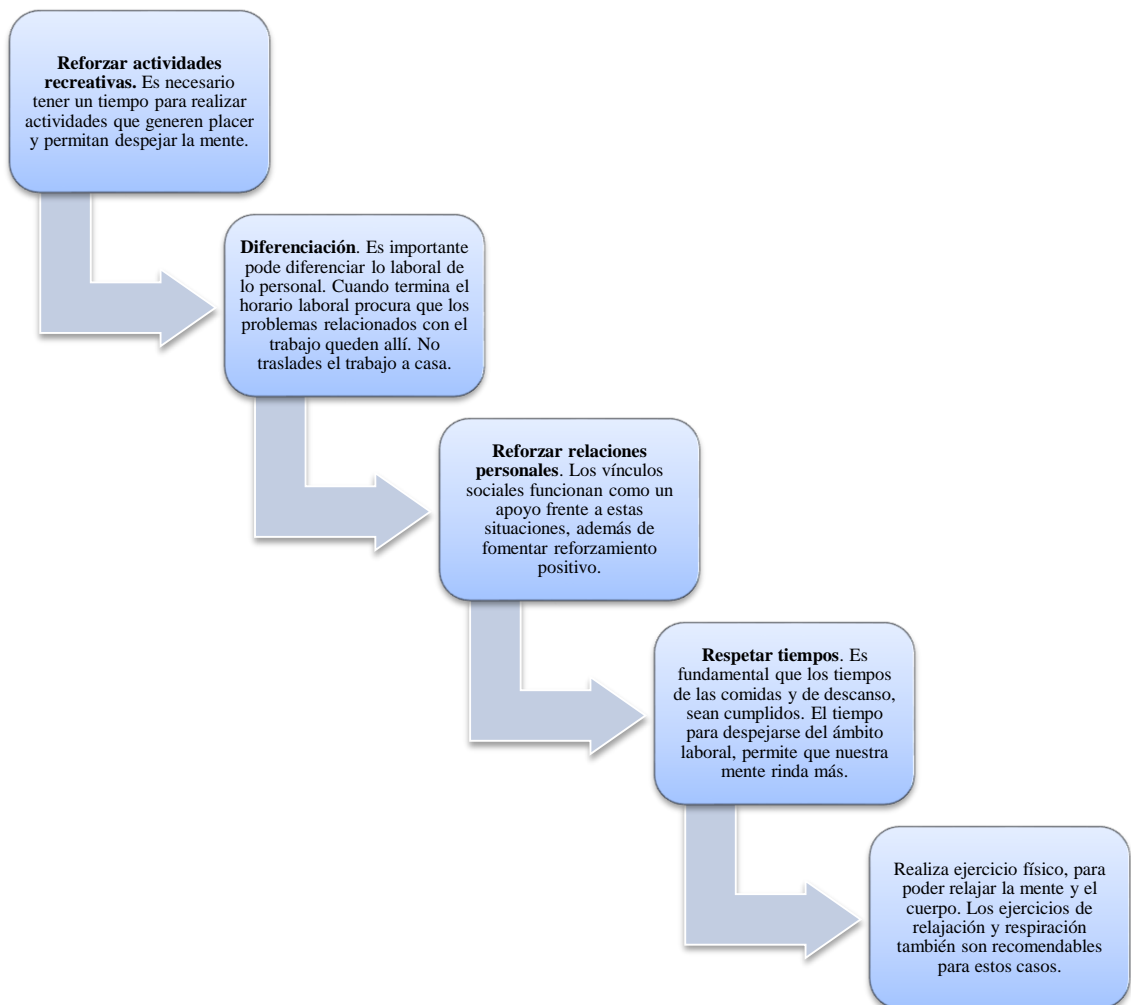 Reforzar actividades
recreativas. Es necesario
tener un tiempo para realizar
actividades que generen placer
y permitan despejar la mente.
Diferenciación. Es importante
pode diferenciar lo laboral de
lo personal. Cuando termina el
horario laboral procura que los
problemas relacionados con el
trabajo queden allí. No
traslades el trabajo a casa.
Reforzar relaciones
personales. Los vínculos
sociales funcionan como un
apoyo frente a estas
situaciones, además de
fomentar reforzamiento
positivo.
Respetar tiempos. Es
fundamental que los tiempos
de las comidas y de descanso,
sean cumplidos. El tiempo
para despejarse del ámbito
laboral, permite que nuestra
mente rinda más.
Realiza ejercicio físico, para
poder relajar la mente y el
cuerpo. Los ejercicios de
relajación y respiración
también son recomendables
para estos casos.